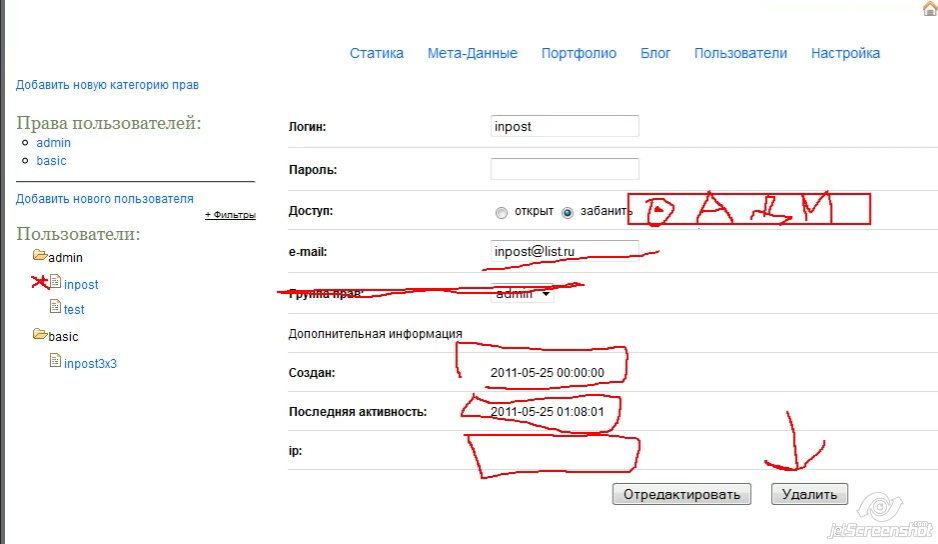 Статика Мета-Данные Портфолио Блог Пользователи Настройка
Добавить новую категорию прав
Права пользователей:
admin
basic
Добавить нового пользователя
+ Фильтры
Пользователи:
admin
inpost
test
basic
inpost3x3
Логин: inpost
Пароль:
Доступ: открыт забанить
e-mail: inpost@list.ru
Группа прав: admin
Дополнительная информация
Создан: 2011-05-25 00:00:00
Последняя активность: 2011-05-25 01:08:01
ip:
Отредактировать Удалить
jetScreenshot.com